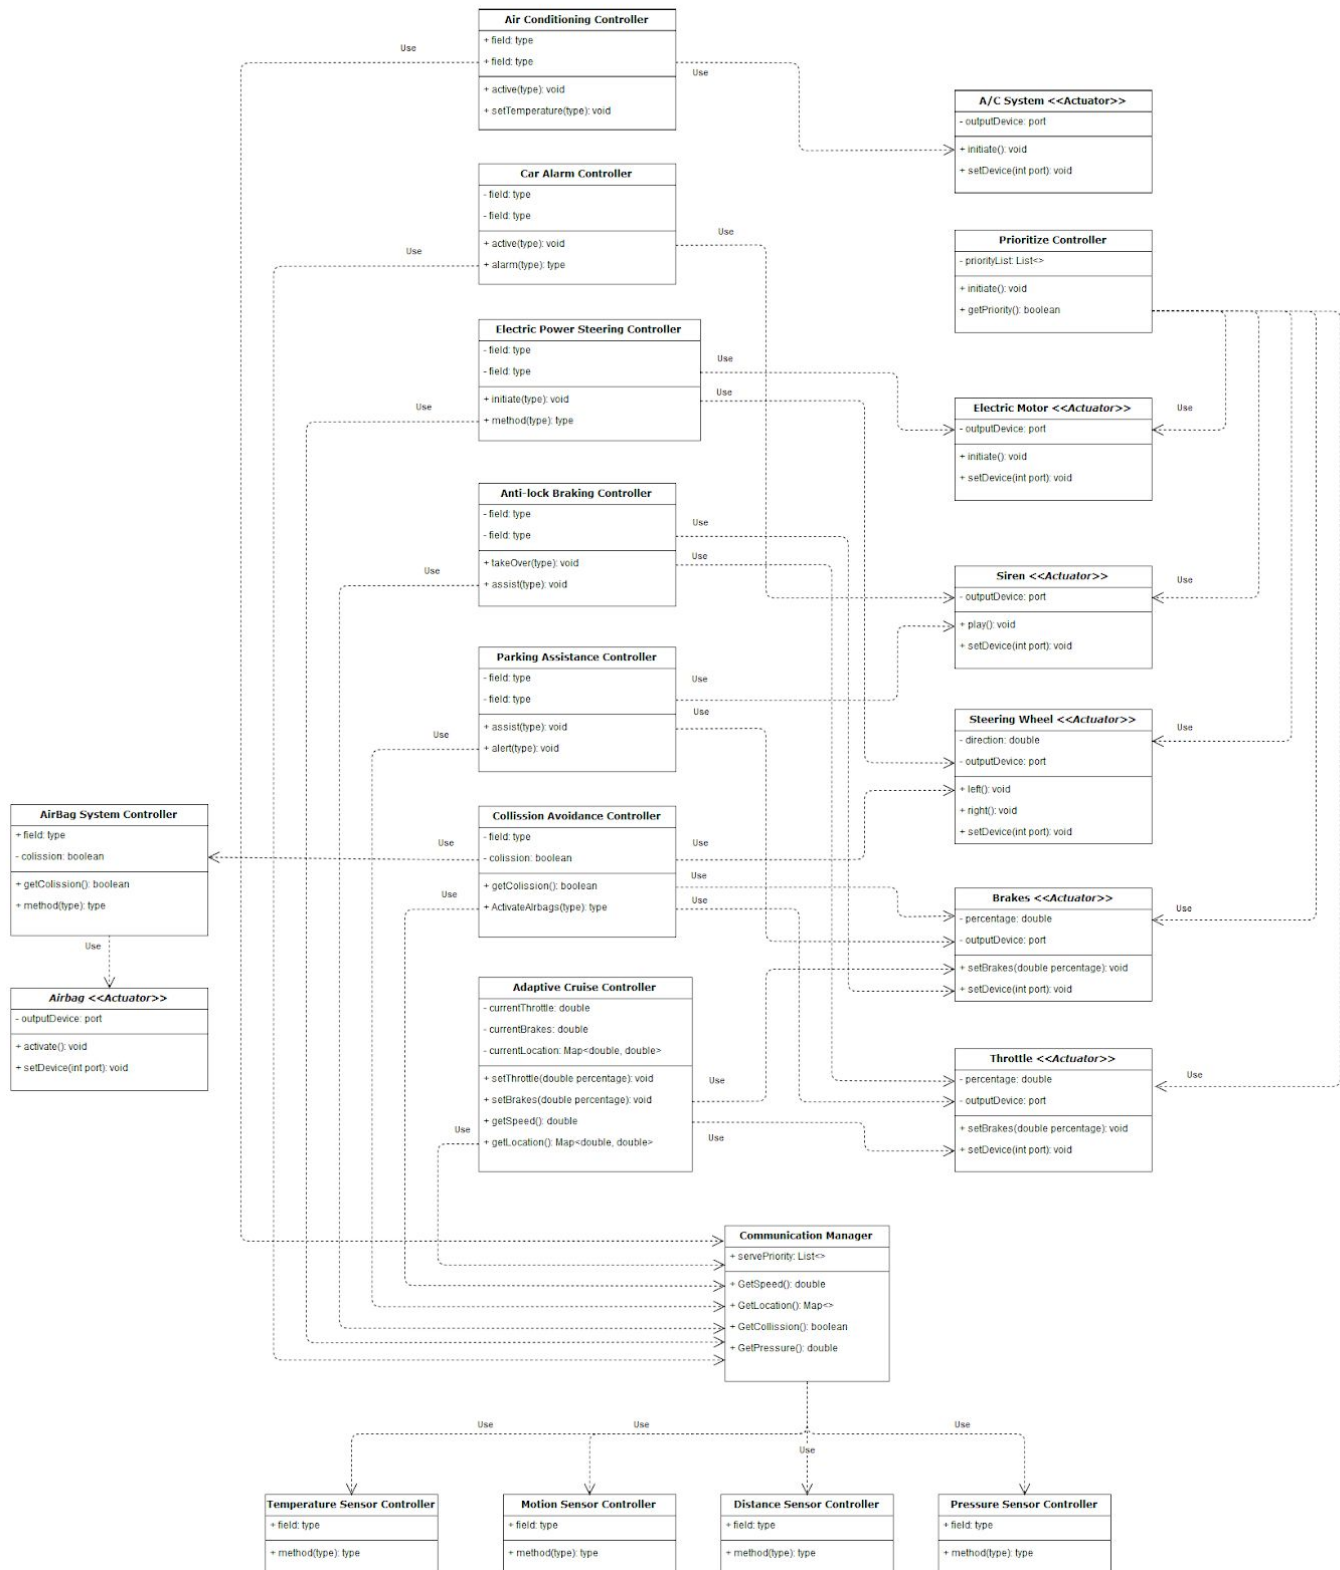 Air Conditioning Controller
+ field: type
+ field: type
+ active(type): void
+ setTemperature(type): void
Use
Use
A/C System <<Actuator>>
- outputDevice: port
+ initiate(): void
+ setDevice(int port): void
Car Alarm Controller
- field: type
- field: type
+ active(type): void
+ alarm(type): type
Use
Use
Prioritize Controller
- priorityList: List<>
+ initiate(): void
+ getPriority(): boolean
Electric Power Steering Controller
- field: type
- field: type
+ initiate(type): void
+ method(type): type
Use
Use
Use
Electric Motor <<Actuator>>
- outputDevice: port
+ initiate(): void
+ setDevice(int port): void
Use
Anti-lock Braking Controller
- field: type
- field: type
+ takeOver(type): void
+ assist(type): void
Use
Use
Use
Siren <<Actuator>>
- outputDevice: port
+ play(): void
+ setDevice(int port): void
Use
Parking Assistance Controller
- field: type
- field: type
+ assist(type): void
+ alert(type): void
Use
Use
Use
Steering Wheel <<Actuator>>
- direction: double
- outputDevice: port
+ left(): void
+ right(): void
+ setDevice(int port): void
Use
AirBag System Controller
+ field: type
- colission: boolean
+ getColission(): boolean
+ method(type): type
Use
Collission Avoidance Controller
- field: type
- colission: boolean
+ getColission(): boolean
+ ActivateAirbags(type): type
Use
Use
Use
Use
Use
Brakes <<Actuator>>
- percentage: double
- outputDevice: port
+ setBrakes(double percentage): void
+ setDevice(int port): void
Use
Airbag <<Actuator>>
- outputDevice: port
+ activate(): void
+ setDevice(int port): void
Adaptive Cruise Controller
- currentThrottle: double
- currentBrakes: double
- currentLocation: Map<double, double>
+ setThrottle(double percentage): void
+ setBrakes(double percentage): void
+ getSpeed(): double
+ getLocation(): Map<double, double>
Use
Use
Use
Throttle <<Actuator>>
- percentage: double
- outputDevice: port
+ setBrakes(double percentage): void
+ setDevice(int port): void
Use
Communication Manager
+ servePriority: List<>
+ GetSpeed(): double
+ GetLocation(): Map<>
+ GetCollission(): boolean
+ GetPressure(): double
Use
Use
Use
Use
Temperature Sensor Controller
+ field: type
+ method(type): type
Motion Sensor Controller
+ field: type
+ method(type): type
Distance Sensor Controller
+ field: type
+ method(type): type
Pressure Sensor Controller
+ field: type
+ method(type): type